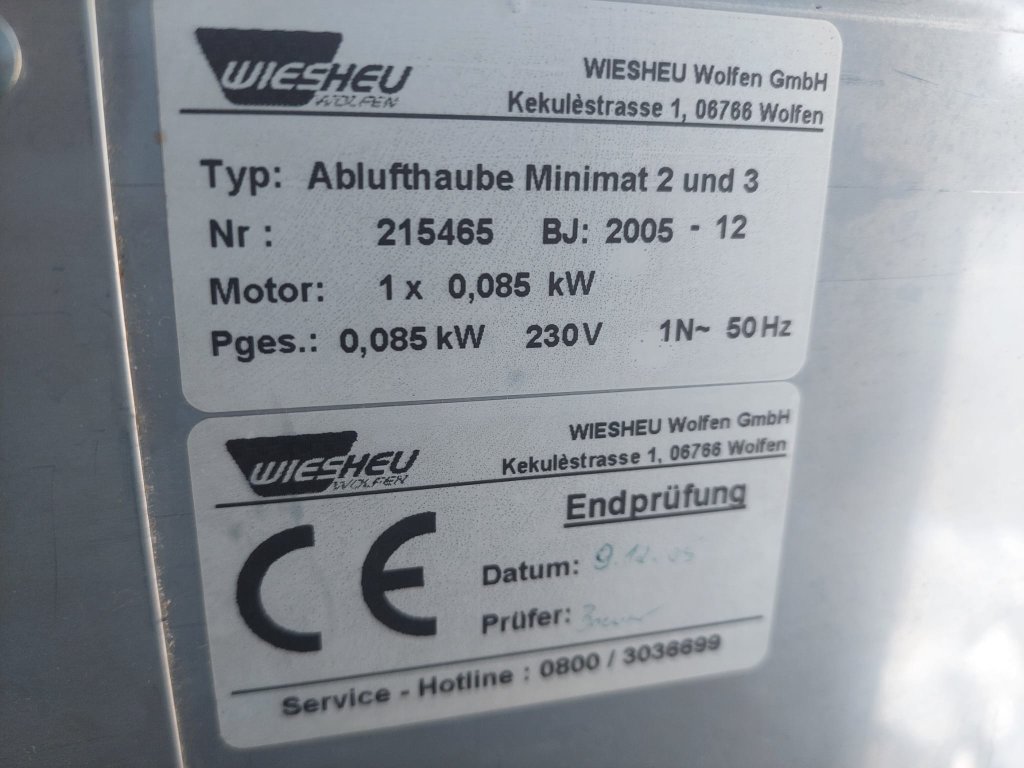 WIESHEU
WOLFEN
WIESHEU Wolfen GmbH
Kekulèstrasse 1, 06766 Wolfen
Typ: Ablufthaube Minimat 2 und 3
Nr : 215465 BJ: 2005 - 12
Motor: 1 x 0,085 kW
Pges.: 0,085 kW 230 V 1N~ 50 Hz
WIESHEU
WOLFEN
WIESHEU Wolfen GmbH
Kekulèstrasse 1, 06766 Wolfen
CE
Endprüfung
Datum: 9.12.05
Prüfer:
Service - Hotline : 0800 / 3036699